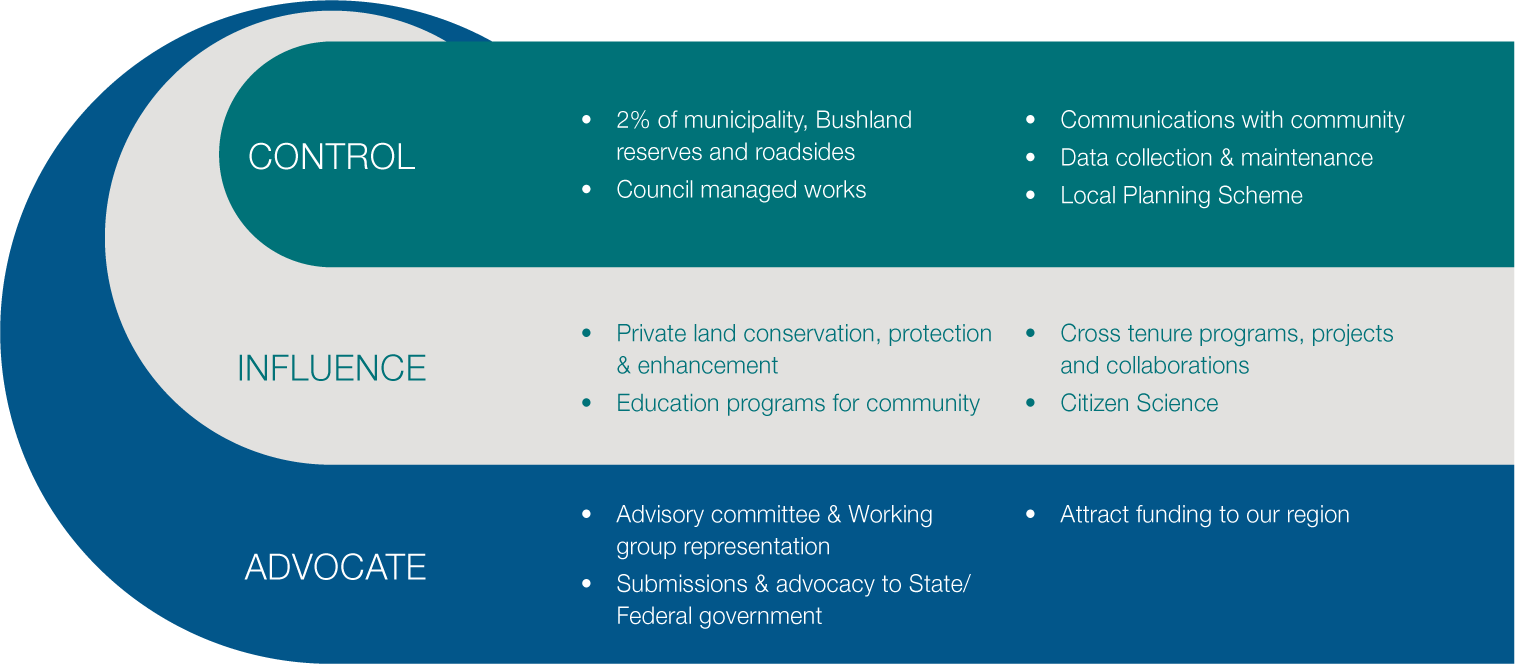 CONTROL
• 2% of municipality, Bushland
reserves and roadsides
• Council managed works
• Communications with community
• Data collection & maintenance
• Local Planning Scheme
INFLUENCE
• Private land conservation, protection
& enhancement
• Education programs for community
• Cross tenure programs, projects
and collaborations
• Citizen Science
ADVOCATE
• Advisory committee & Working
group representation
• Submissions & advocacy to State/
Federal government
• Attract funding to our region